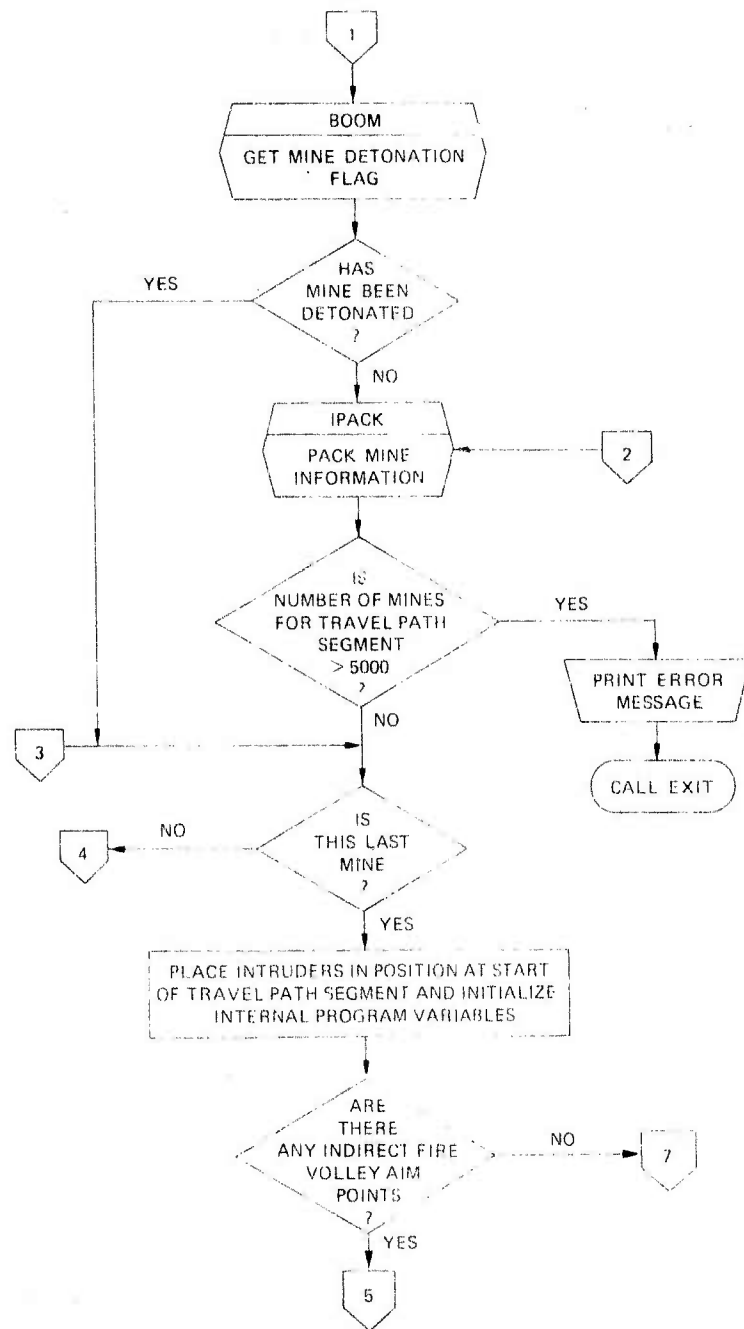 1
BOOM
GET MINE DETONATION
FLAG
HAS
MINE BEEN
DETONATED
?
YES
NO
IPACK
PACK MINE
INFORMATION
2
IS
NUMBER OF MINES
FOR TRAVEL PATH
SEGMENT
> 5000
?
YES
NO
PRINT ERROR
MESSAGE
CALL EXIT
3
IS
THIS LAST
MINE
?
NO
4
YES
PLACE INTRUDERS IN POSITION AT START
OF TRAVEL PATH SEGMENT AND INITIALIZE
INTERNAL PROGRAM VARIABLES
ARE
THERE
ANY INDIRECT FIRE
VOLLEY AIM
POINTS
?
NO
7
YES
5